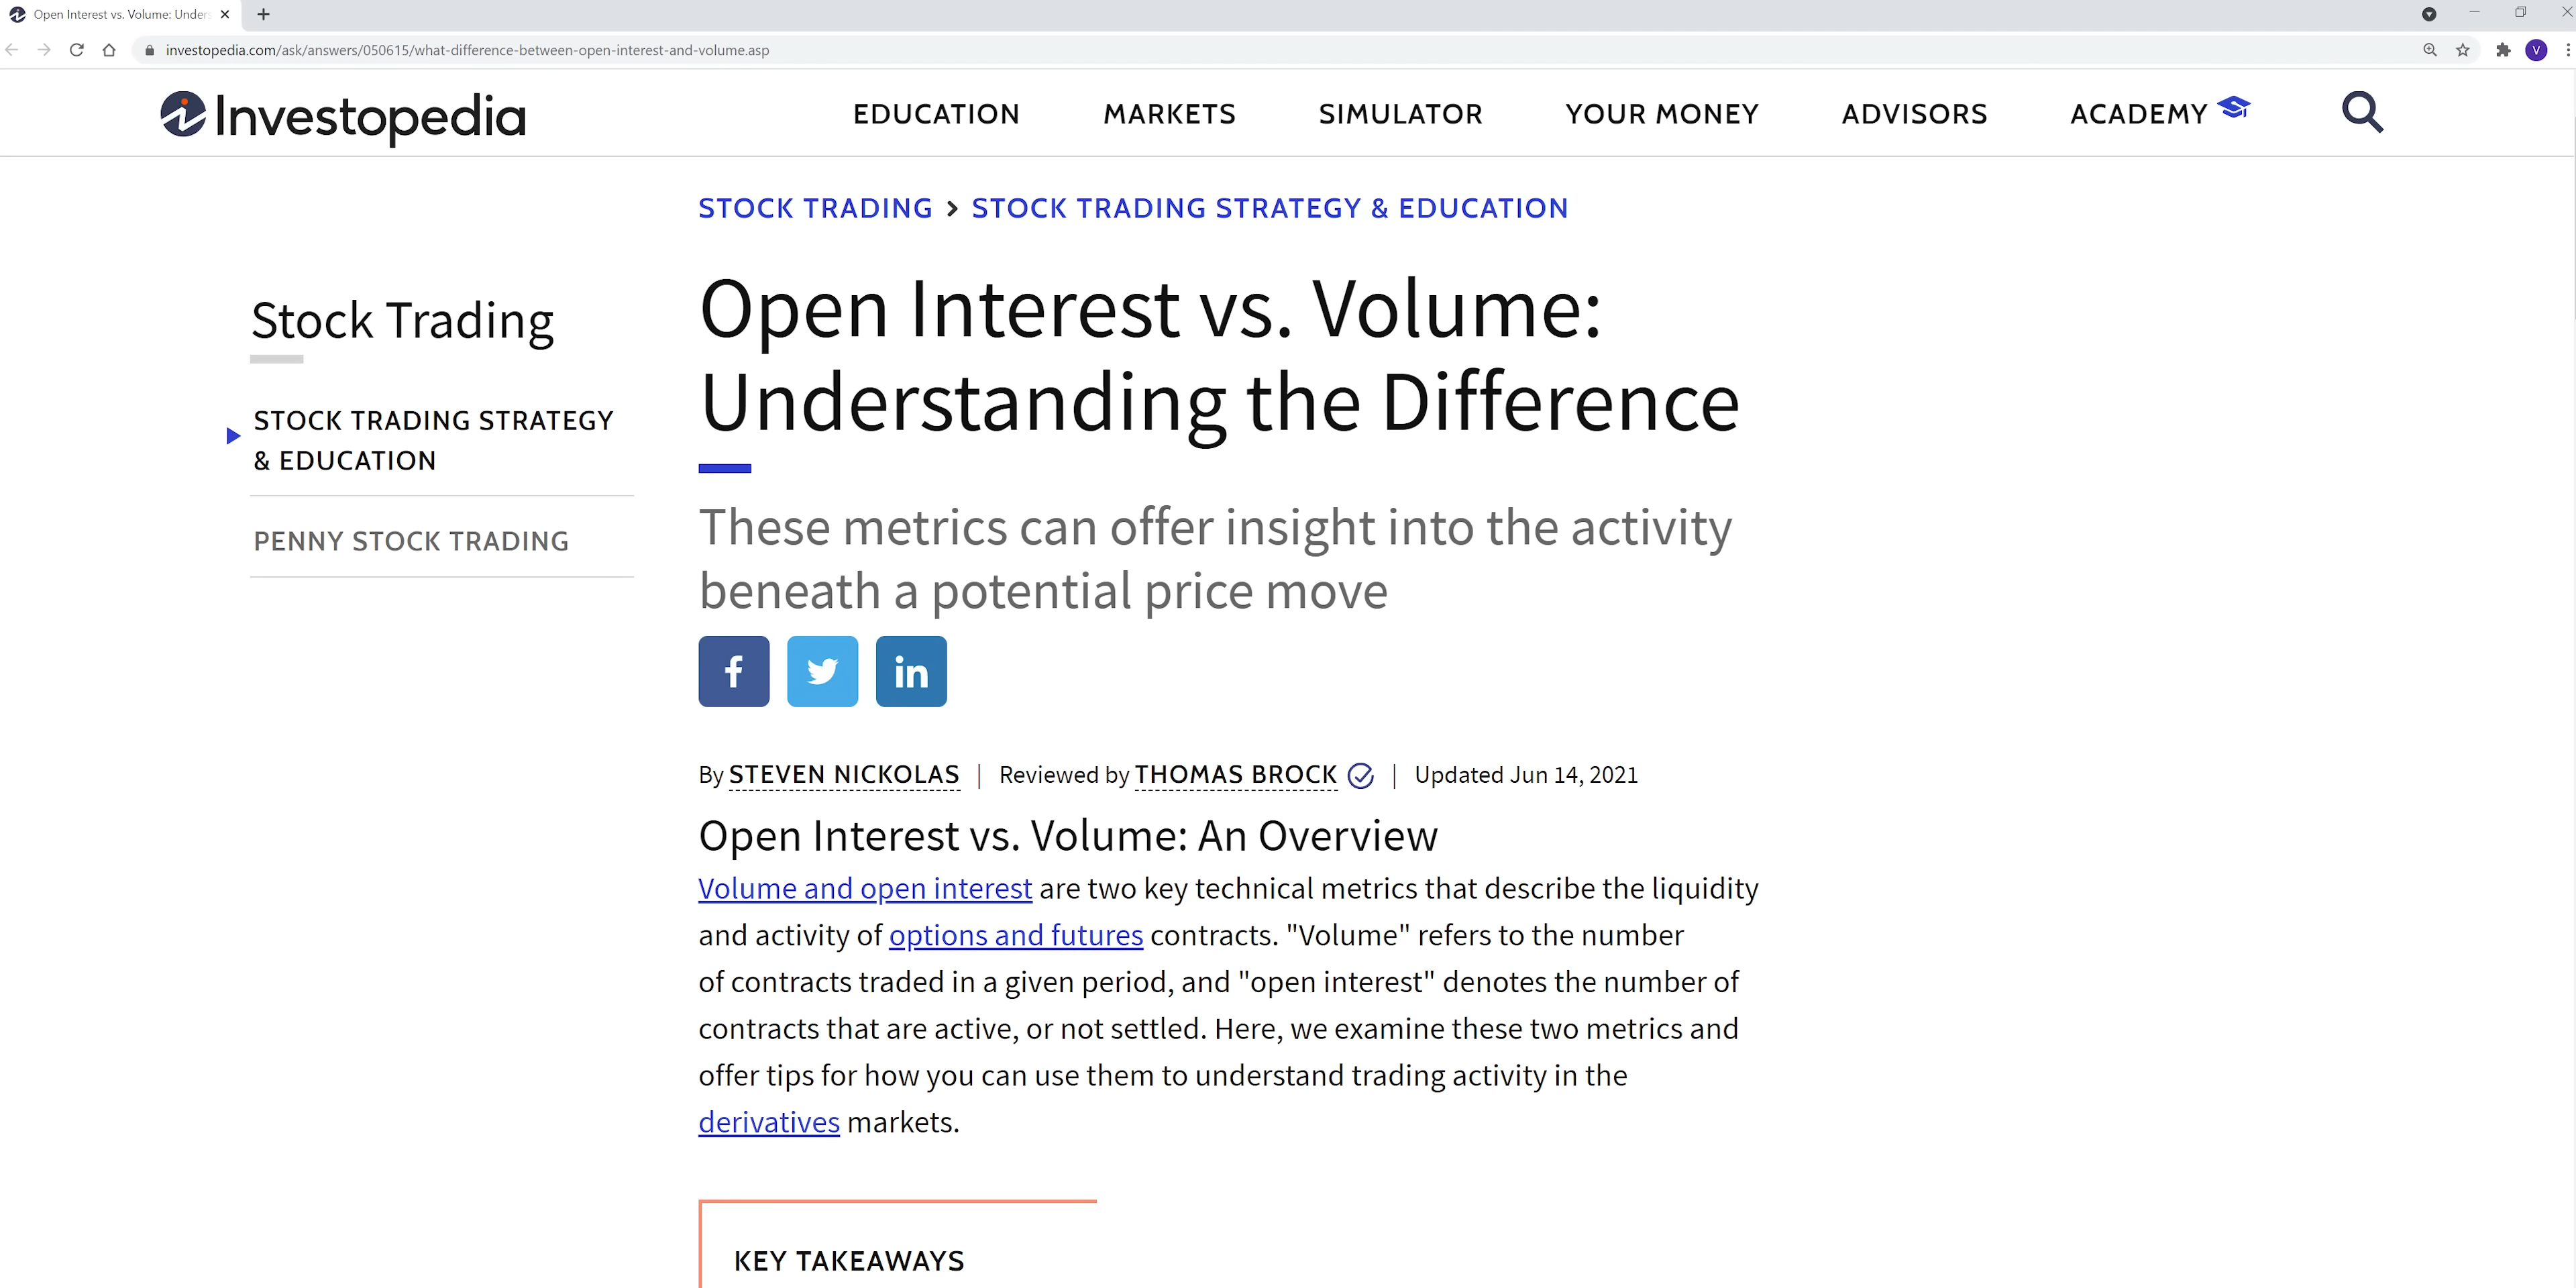 Open Interest vs. Volume: Unders
investopedia.com/ask/answers/050615/what-difference-between-open-interest-and-volume.asp
V
Investopedia
EDUCATION MARKETS SIMULATOR YOUR MONEY ADVISORS ACADEMY
STOCK TRADING > STOCK TRADING STRATEGY & EDUCATION
Stock Trading
STOCK TRADING STRATEGY
& EDUCATION
PENNY STOCK TRADING
Open Interest vs. Volume:
Understanding the Difference
These metrics can offer insight into the activity
beneath a potential price move
f in
By STEVEN NICKOLAS | Reviewed by THOMAS BROCK | Updated Jun 14, 2021
Open Interest vs. Volume: An Overview
Volume and open interest are two key technical metrics that describe the liquidity
and activity of options and futures contracts. "Volume" refers to the number
of contracts traded in a given period, and "open interest" denotes the number of
contracts that are active, or not settled. Here, we examine these two metrics and
offer tips for how you can use them to understand trading activity in the
derivatives markets.
KEY TAKEAWAYS